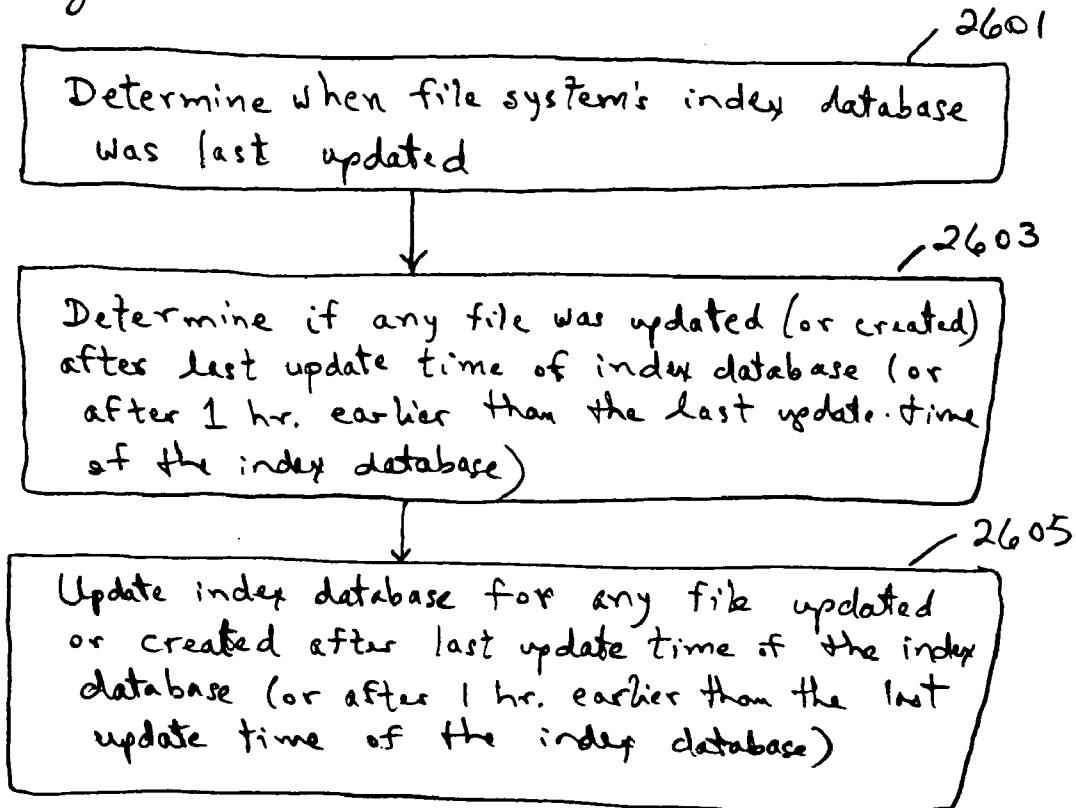 2601
Determine when file system's index database
was last updated
2603
Determine if any file was updated (or created)
after last update time of index database (or
after 1 hr. earlier than the last update time
of the index database)
2605
Update index database for any file updated
or created after last update time of the index
database (or after 1 hr. earlier than the last
update time of the index database)